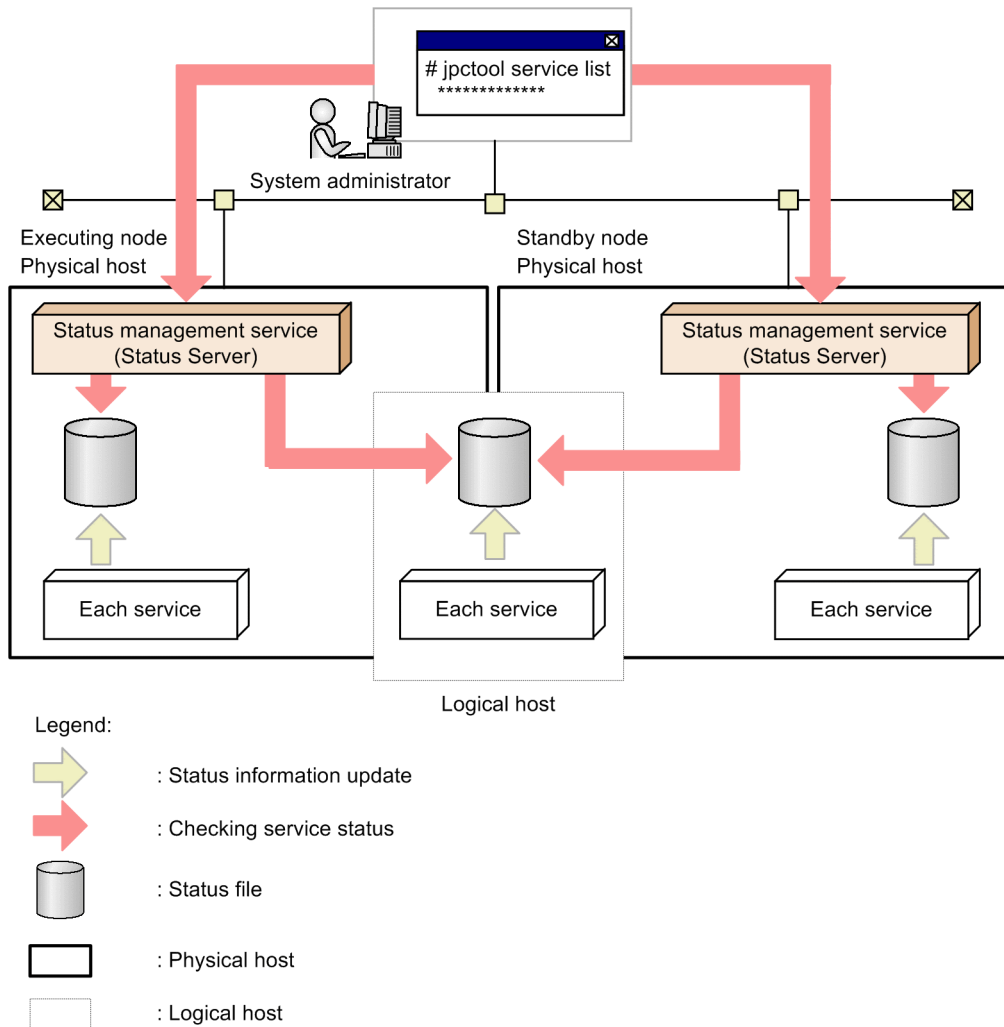 # jpctool service list
*************
System administrator
Executing node
Physical host
Standby node
Physical host
Status management service
(Status Server)
Status management service
(Status Server)
Each service
Each service
Each service
Logical host
Legend:
: Status information update
: Checking service status
: Status file
: Physical host
: Logical host